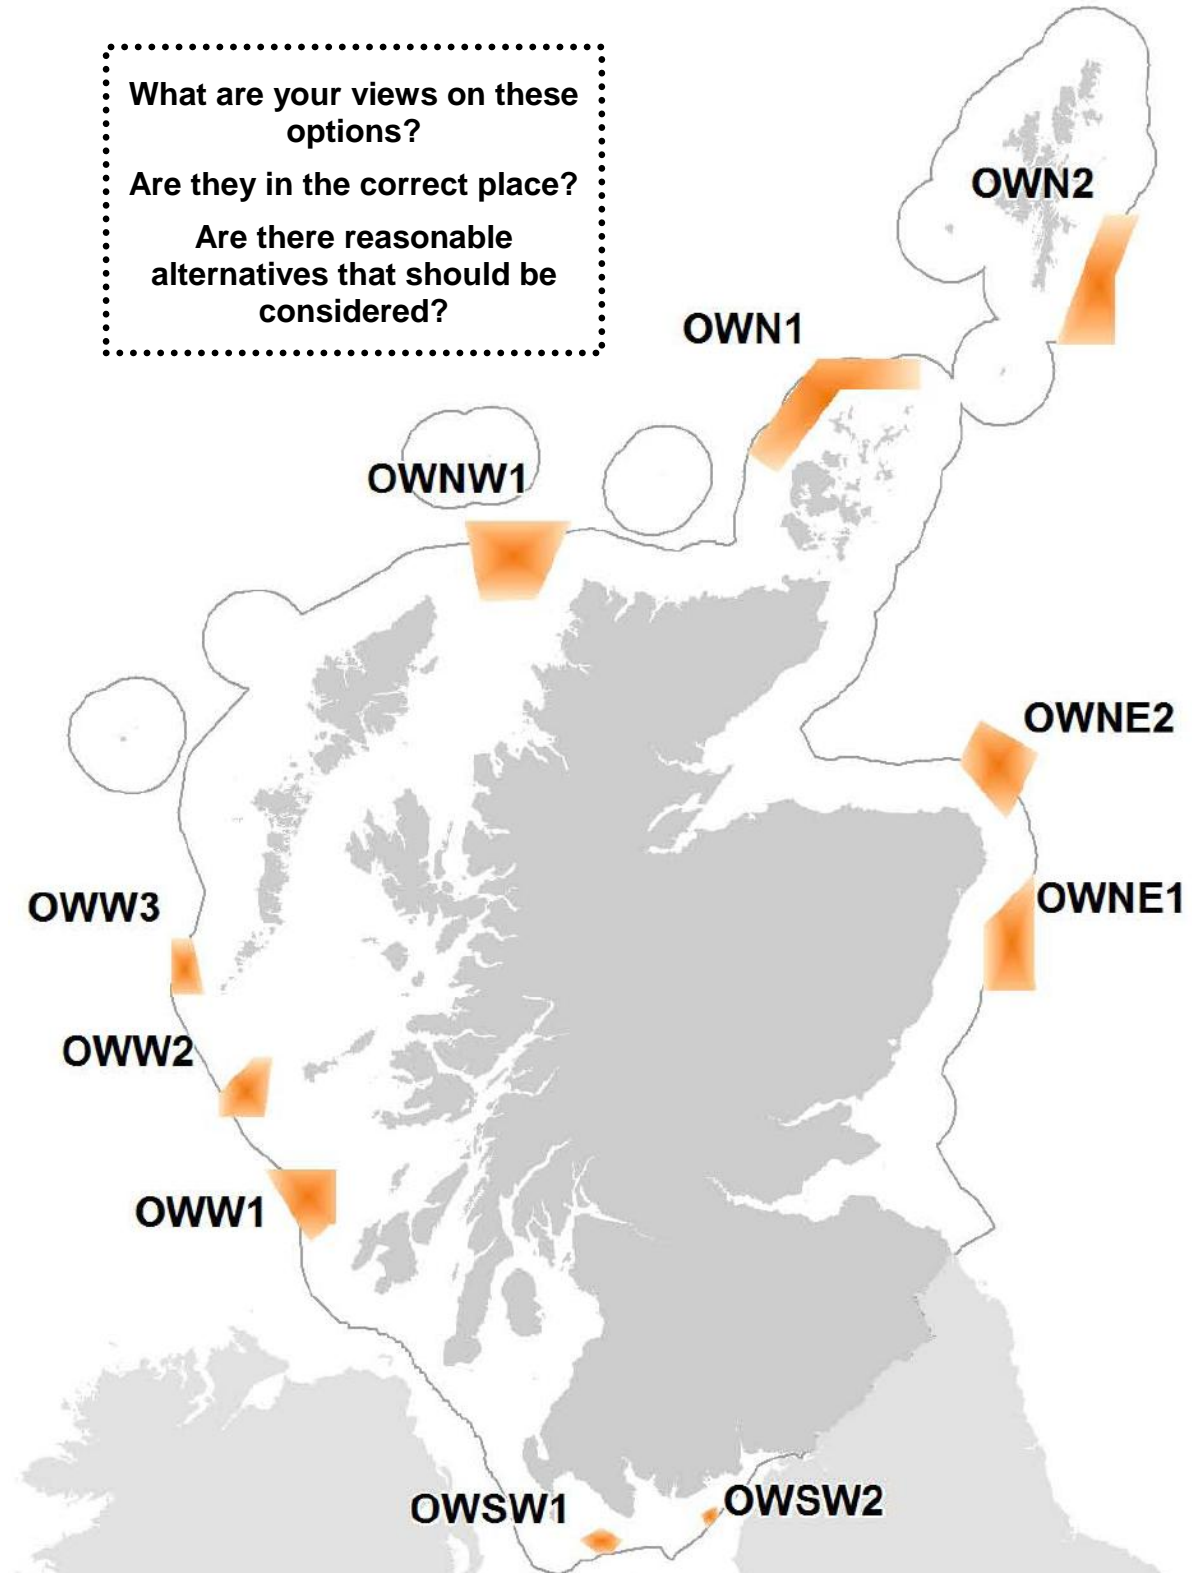 What are your views on these
options?
Are they in the correct place?
Are there reasonable
alternatives that should be
considered?
OWN2
OWN1
OWNW1
OWNE2
OWNE1
OWW3
OWW2
OWW1
OWSW1
OWSW2